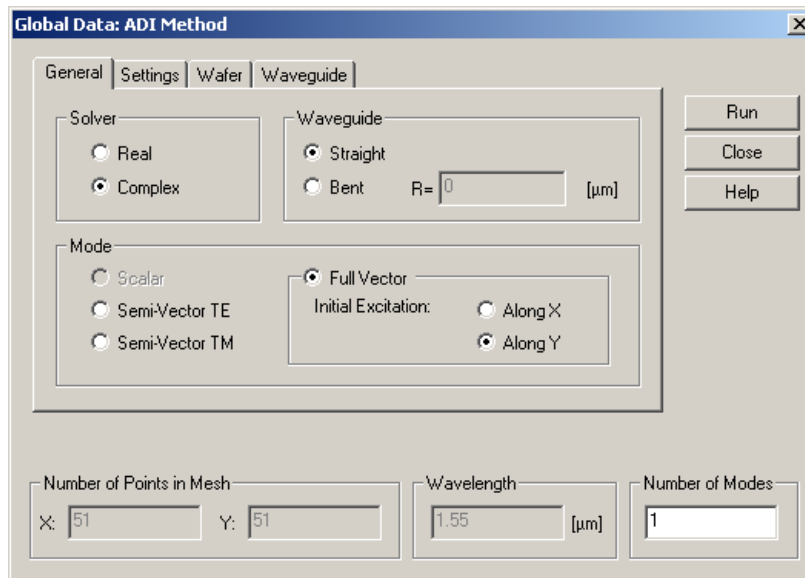 Global Data: ADI Method
General Settings Wafer Waveguide
Solver
Real
Complex
Waveguide
Straight
Bent R= 0 [µm]
Run
Close
Help
Mode
Scalar
Semi-Vector TE
Semi-Vector TM
Full Vector
Initial Excitation: Along X
Along Y
Number of Points in Mesh
X: 51 Y: 51
Wavelength
1.55 [µm]
Number of Modes
1